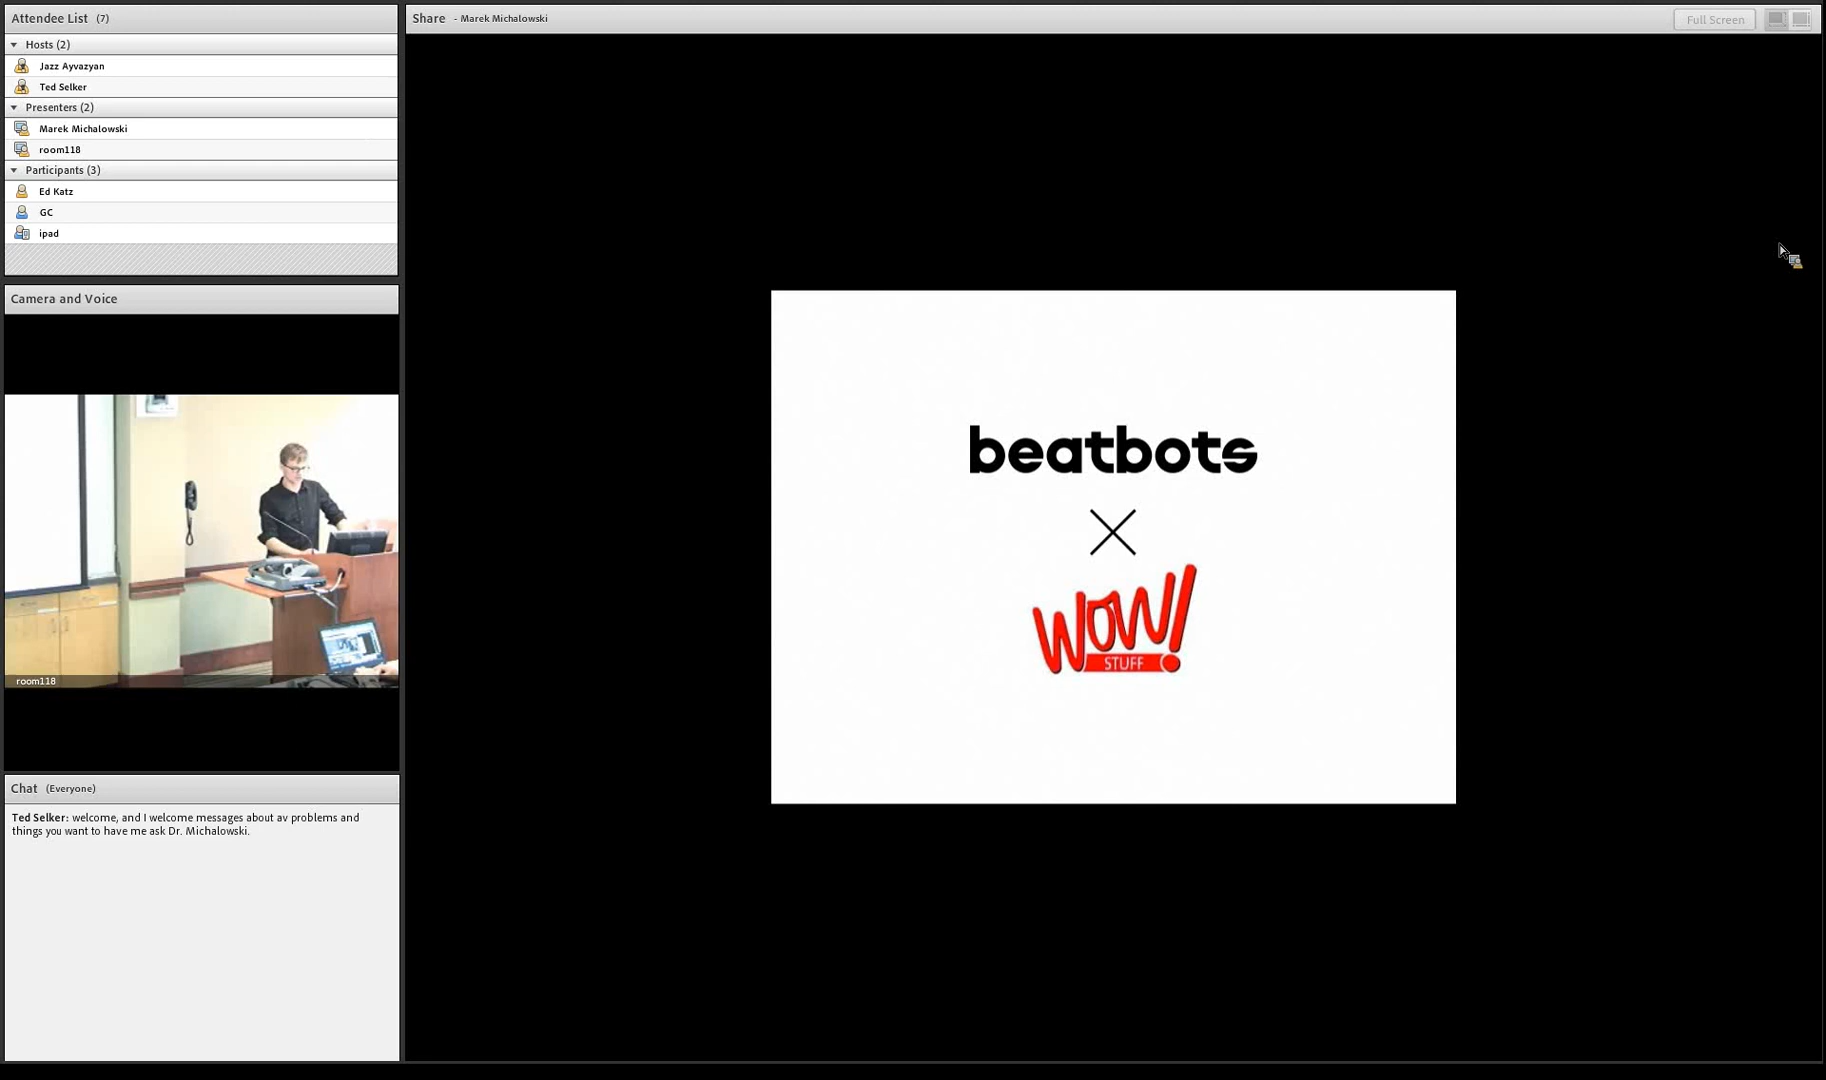 Attendee List (7)
Hosts (2)
Jazz Ayvazyan
Ted Selker
Presenters (2)
Marek Michalowski
room118
Participants (3)
Ed Katz
GC
ipad
Camera and Voice
room118
Chat (Everyone)
Ted Selker: welcome, and I welcome messages about av problems and
things you want to have me ask Dr. Michalowski.
Share - Marek Michalowski
Full Screen
beatbots
WOW!
STUFF